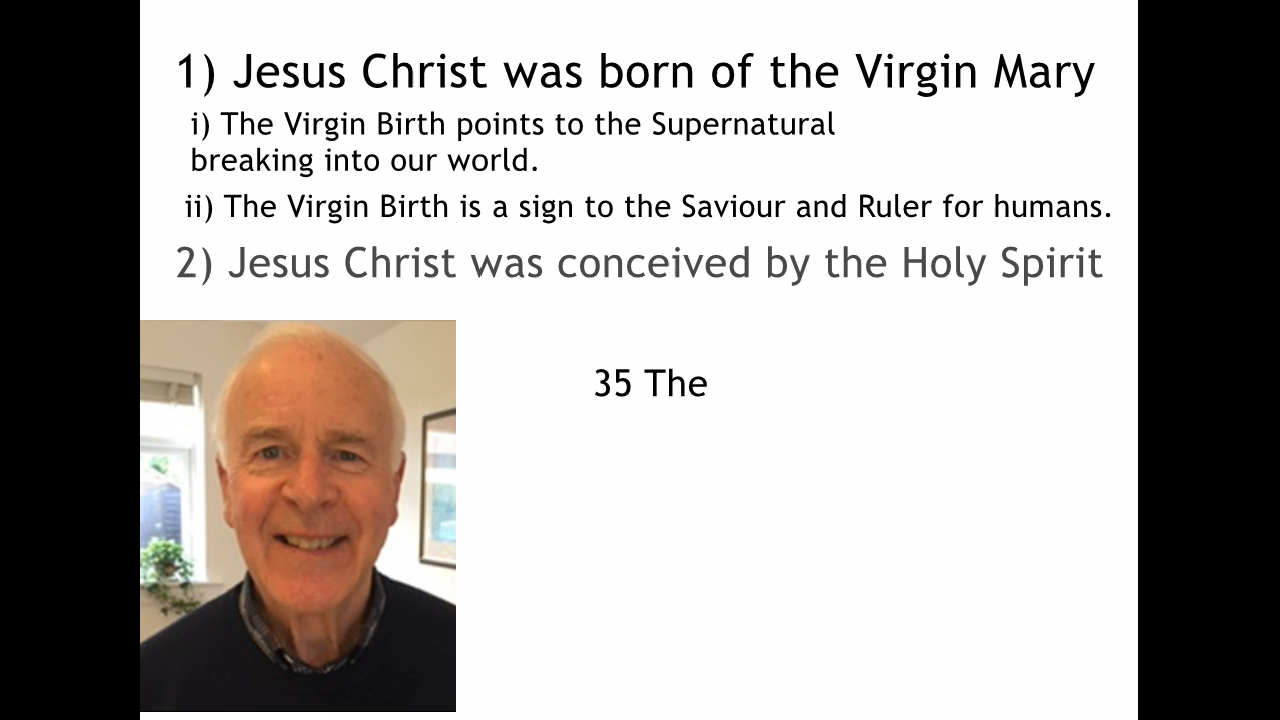 1) Jesus Christ was born of the Virgin Mary
i) The Virgin Birth points to the Supernatural
breaking into our world.
ii) The Virgin Birth is a sign to the Saviour and Ruler for humans.
2) Jesus Christ was conceived by the Holy Spirit
35 The